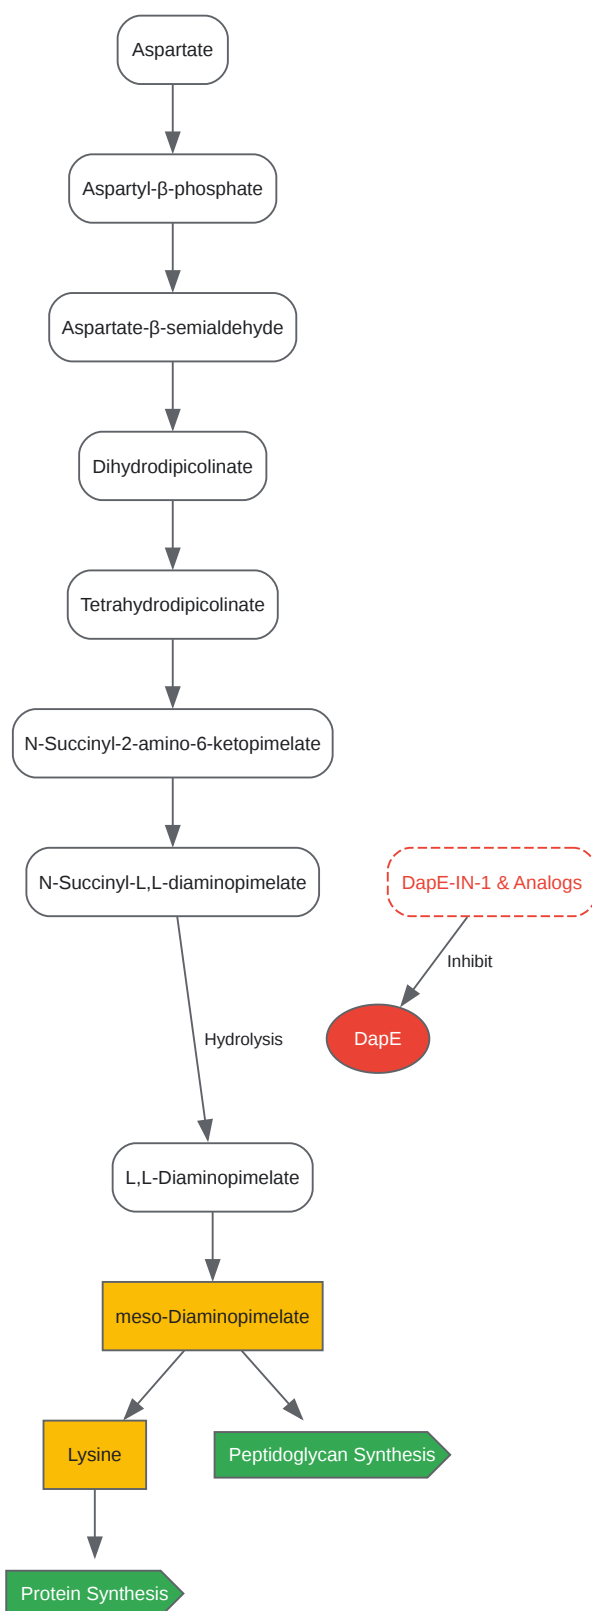 Aspartate
Aspartyl-β-phosphate
Aspartate-β-semialdehyde
Dihydrodipicolinate
Tetrahydrodipicolinate
N-Succinyl-2-amino-6-ketopimelate
N-Succinyl-L,L-diaminopimelate
DapE-IN-1 & Analogs
Inhibit
DapE
Hydrolysis
L,L-Diaminopimelate
meso-Diaminopimelate
Lysine
Peptidoglycan Synthesis
Protein Synthesis